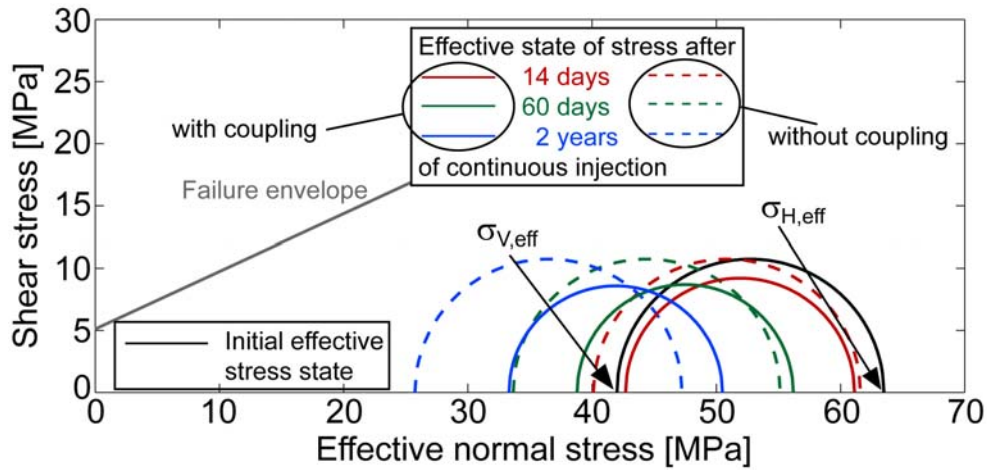 30
25
20
15
10
5
0
Shear stress [MPa]
Effective state of stress after
14 days
60 days
2 years
of continuous injection
with coupling
without coupling
Failure envelope
σV,eff
σH,eff
Initial effective
stress state
0
10
20
30
40
50
60
70
Effective normal stress [MPa]